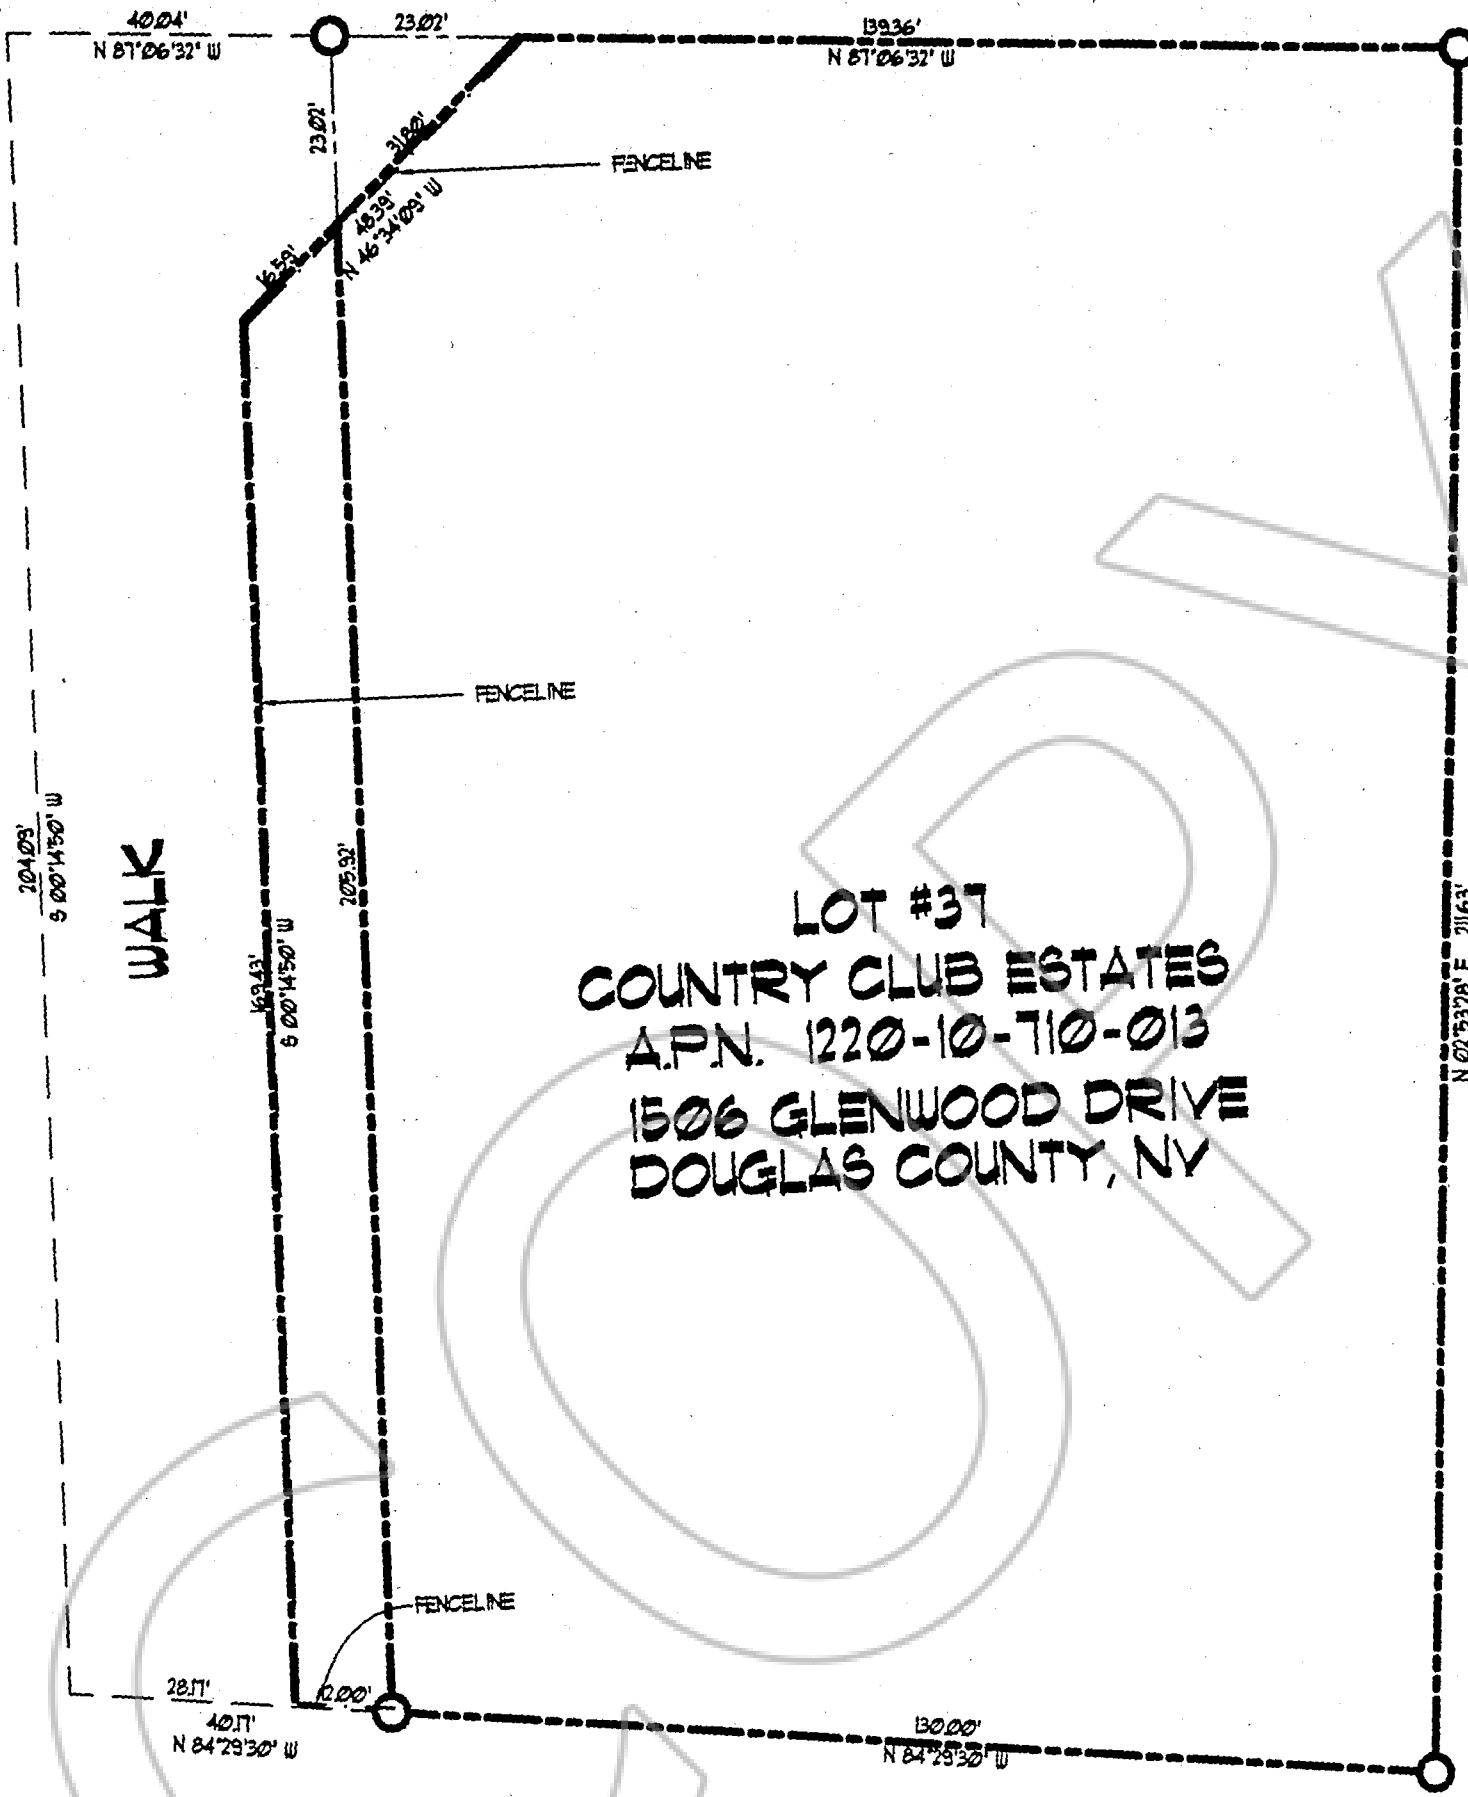 40.04'
N 87°06'32" W
23.02'
139.36'
N 87°06'32" W
23.02'
31.80'
FENCELINE
48.39'
N 46°34'09" W
16.59'
FENCELINE
204.09'
S 00°14'50" W
WALK
205.92'
169.43'
S 00°14'50" W
LOT #37
COUNTRY CLUB ESTATES
A.P.N. 1220-10-710-013
1506 GLENWOOD DRIVE
DOUGLAS COUNTY, NV
N 02°53'28" E 211.63'
FENCELINE
28.17'
12.00'
40.17'
N 84°29'30" W
130.00'
N 84°29'30" W
COPY